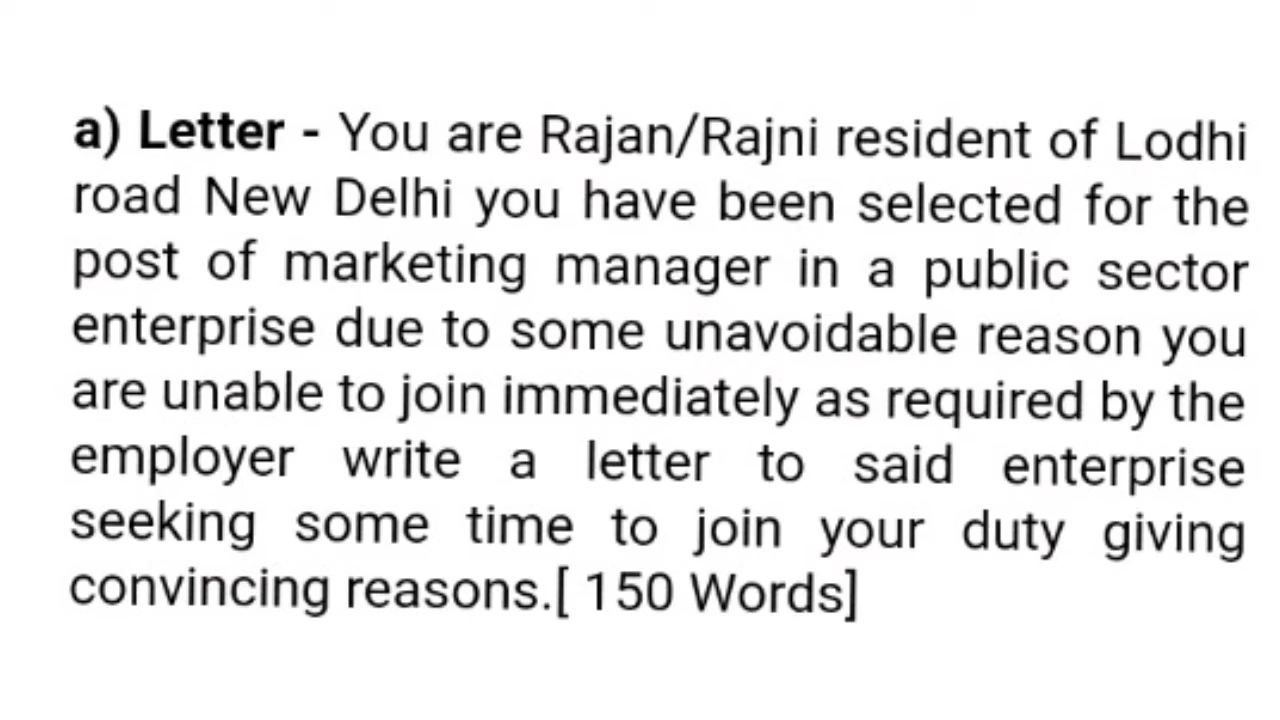 a) Letter - You are Rajan/Rajni resident of Lodhi
road New Delhi you have been selected for the
post of marketing manager in a public sector
enterprise due to some unavoidable reason you
are unable to join immediately as required by the
employer write a letter to said enterprise
seeking some time to join your duty giving
convincing reasons.[ 150 Words]